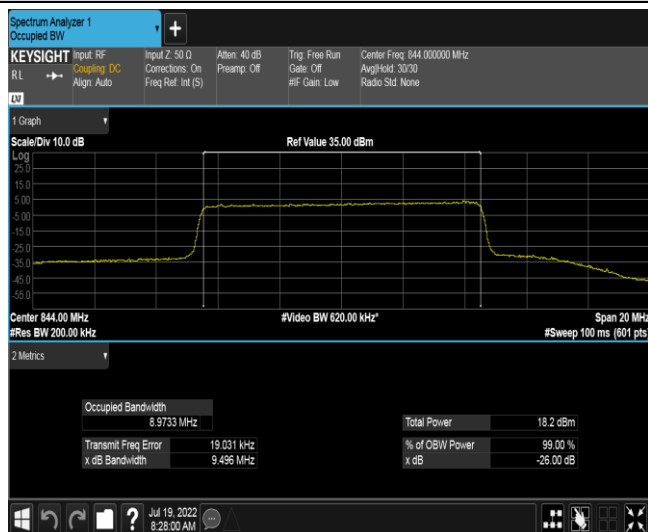 Spectrum Analyzer 1
Occupied BW
KEYSIGHT Input: RF Input Z: 50 Ω Atten: 40 dB Trig: Free Run Center Freq: 844.000000 MHz
RL Coupling: DC Corrections: On Preamp: Off Gate: Off Avg|Hold: 30/30
Align: Auto Freq Ref: Int (S) #IF Gain: Low Radio Std: None
LXI
1 Graph
Scale/Div 10.0 dB Ref Value 35.00 dBm
Log
25.0
15.0
5.00
-5.00
-15.0
-25.0
-35.0
-45.0
-55.0
Center 844.00 MHz #Video BW 620.00 kHz* Span 20 MHz
#Res BW 200.00 kHz #Sweep 100 ms (601 pts)
2 Metrics
Occupied Bandwidth
8.9733 MHz Total Power 18.2 dBm
Transmit Freq Error 19.031 kHz % of OBW Power 99.00 %
x dB Bandwidth 9.496 MHz x dB -26.00 dB
? Jul 19, 2022
8:28:00 AM